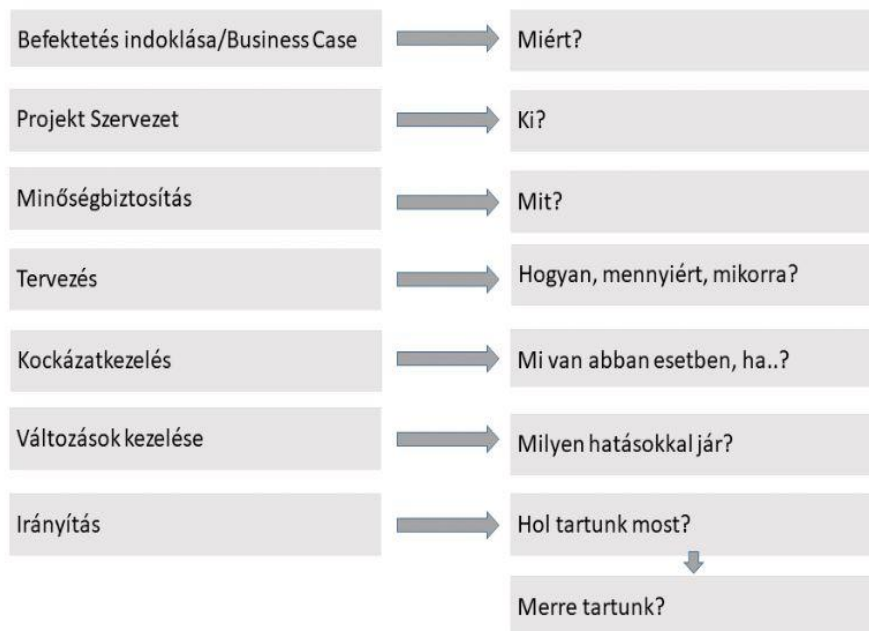 Befektetés indoklása/Business Case
Miért?
Projekt Szervezet
Ki?
Minőségbiztosítás
Mit?
Tervezés
Hogyan, mennyiért, mikorra?
Kockázatkezelés
Mi van abban esetben, ha..?
Változások kezelése
Milyen hatásokkal jár?
Irányítás
Hol tartunk most?
Merre tartunk?